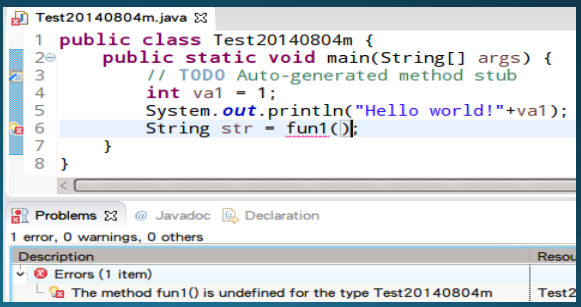 Test20140804m.java
1 public class Test20140804m {
2 public static void main(String[] args) {
3 // TODO Auto-generated method stub
4 int va1 = 1;
5 System.out.println("Hello world!"+va1);
6 String str = fun1();
7 }
8 }
Problems @ Javadoc Declaration
1 error, 0 warnings, 0 others
Description Resou
Errors (1 item)
The method fun1() is undefined for the type Test20140804m Test2